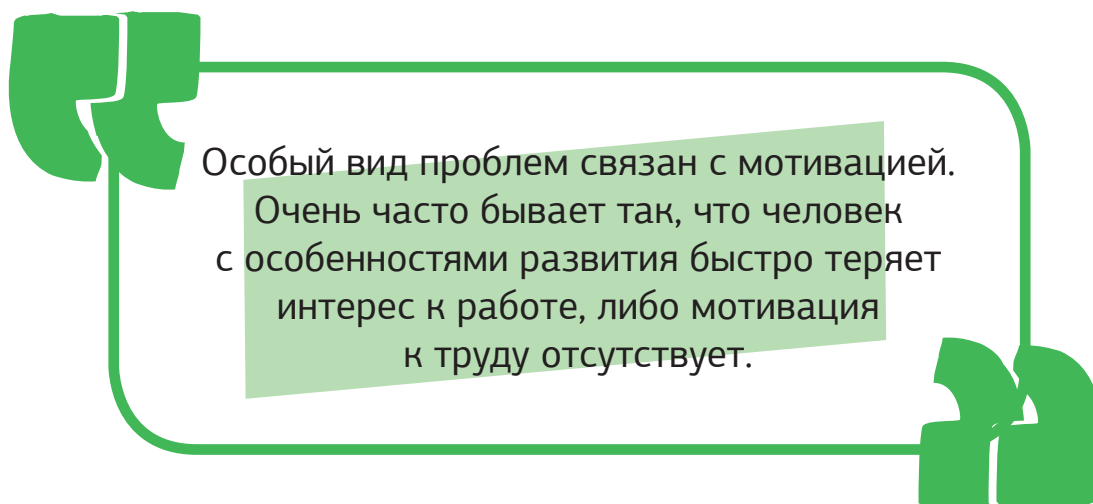 Особый вид проблем связан с мотивацией.
Очень часто бывает так, что человек
с особенностями развития быстро теряет
интерес к работе, либо мотивация
к труду отсутствует.